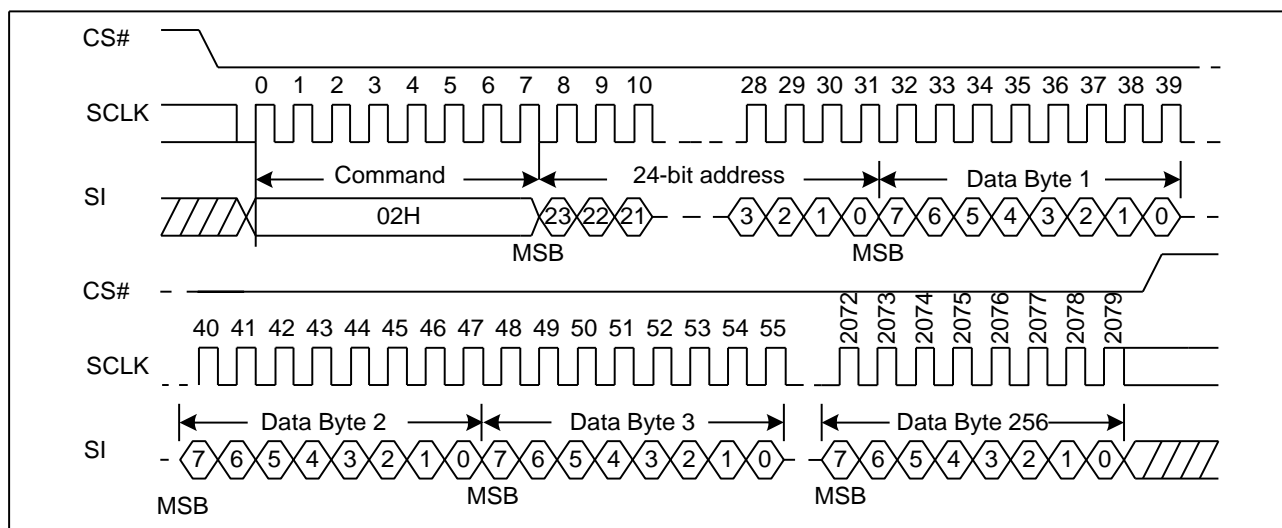 CS#
0 1 2 3 4 5 6 7 8 9 10 28 29 30 31 32 33 34 35 36 37 38 39
SCLK
Command 24-bit address Data Byte 1
SI
02H 23 22 21 3 2 1 0 7 6 5 4 3 2 1 0
MSB MSB
CS#
40 41 42 43 44 45 46 47 48 49 50 51 52 53 54 55 2072 2073 2074 2075 2076 2077 2078 2079
SCLK
Data Byte 2 Data Byte 3 Data Byte 256
SI
7 6 5 4 3 2 1 0 7 6 5 4 3 2 1 0 7 6 5 4 3 2 1 0
MSB MSB MSB